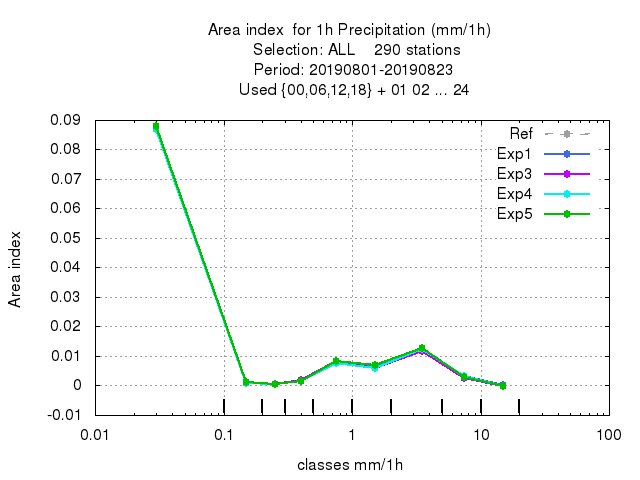 Area index  for 1h Precipitation (mm/1h)
Selection: ALL    290 stations
Period: 20190801-20190823
Used {00,06,12,18} + 01 02 ... 24
0.09
0.08
0.07
0.06
0.05
0.04
0.03
0.02
0.01
0
-0.01
Area index
Ref
Exp1
Exp3
Exp4
Exp5
0.01 0.1 1 10 100
classes mm/1h